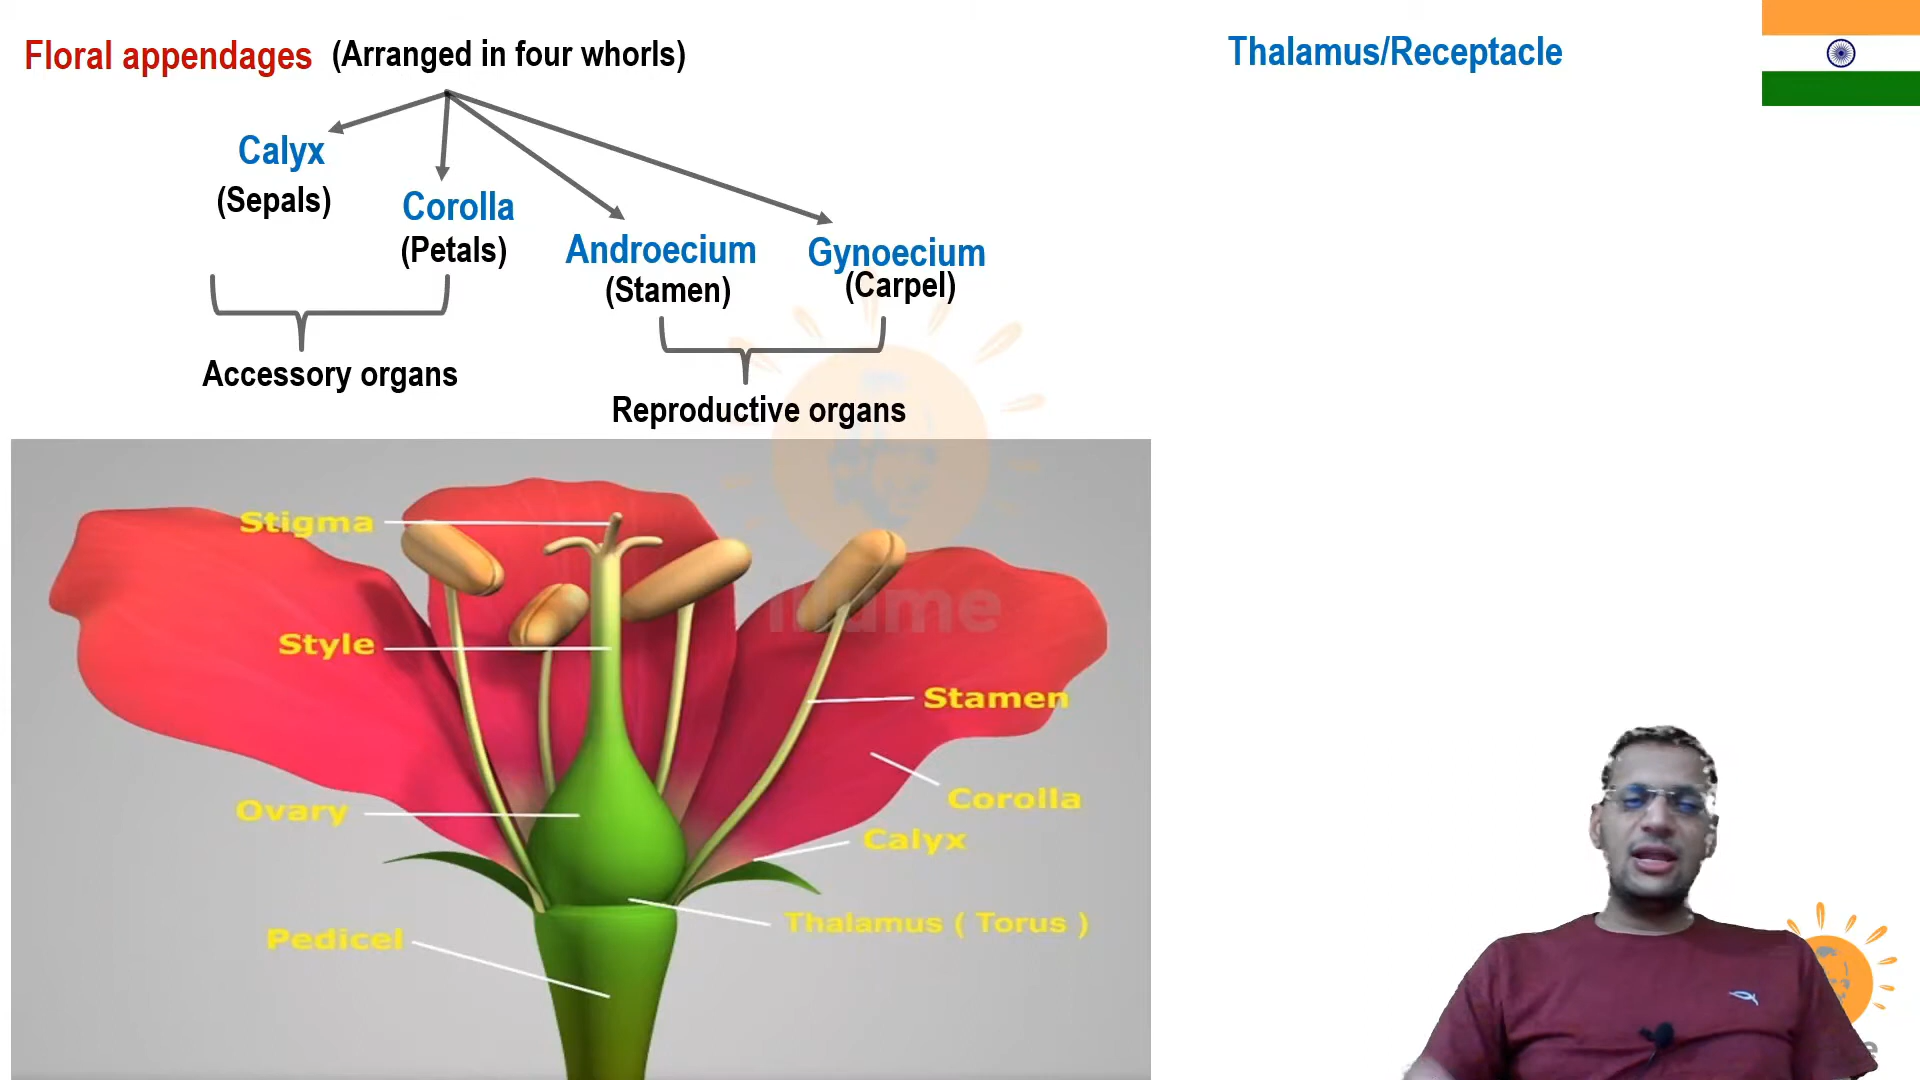 Floral appendages (Arranged in four whorls)
Thalamus/Receptacle
Calyx
(Sepals)
Corolla
(Petals)
Androecium
(Stamen)
Gynoecium
(Carpel)
Accessory organs
Reproductive organs
Stigma
Style
Stamen
Ovary
Corolla
Calyx
Thalamus ( Torus )
Pedicel